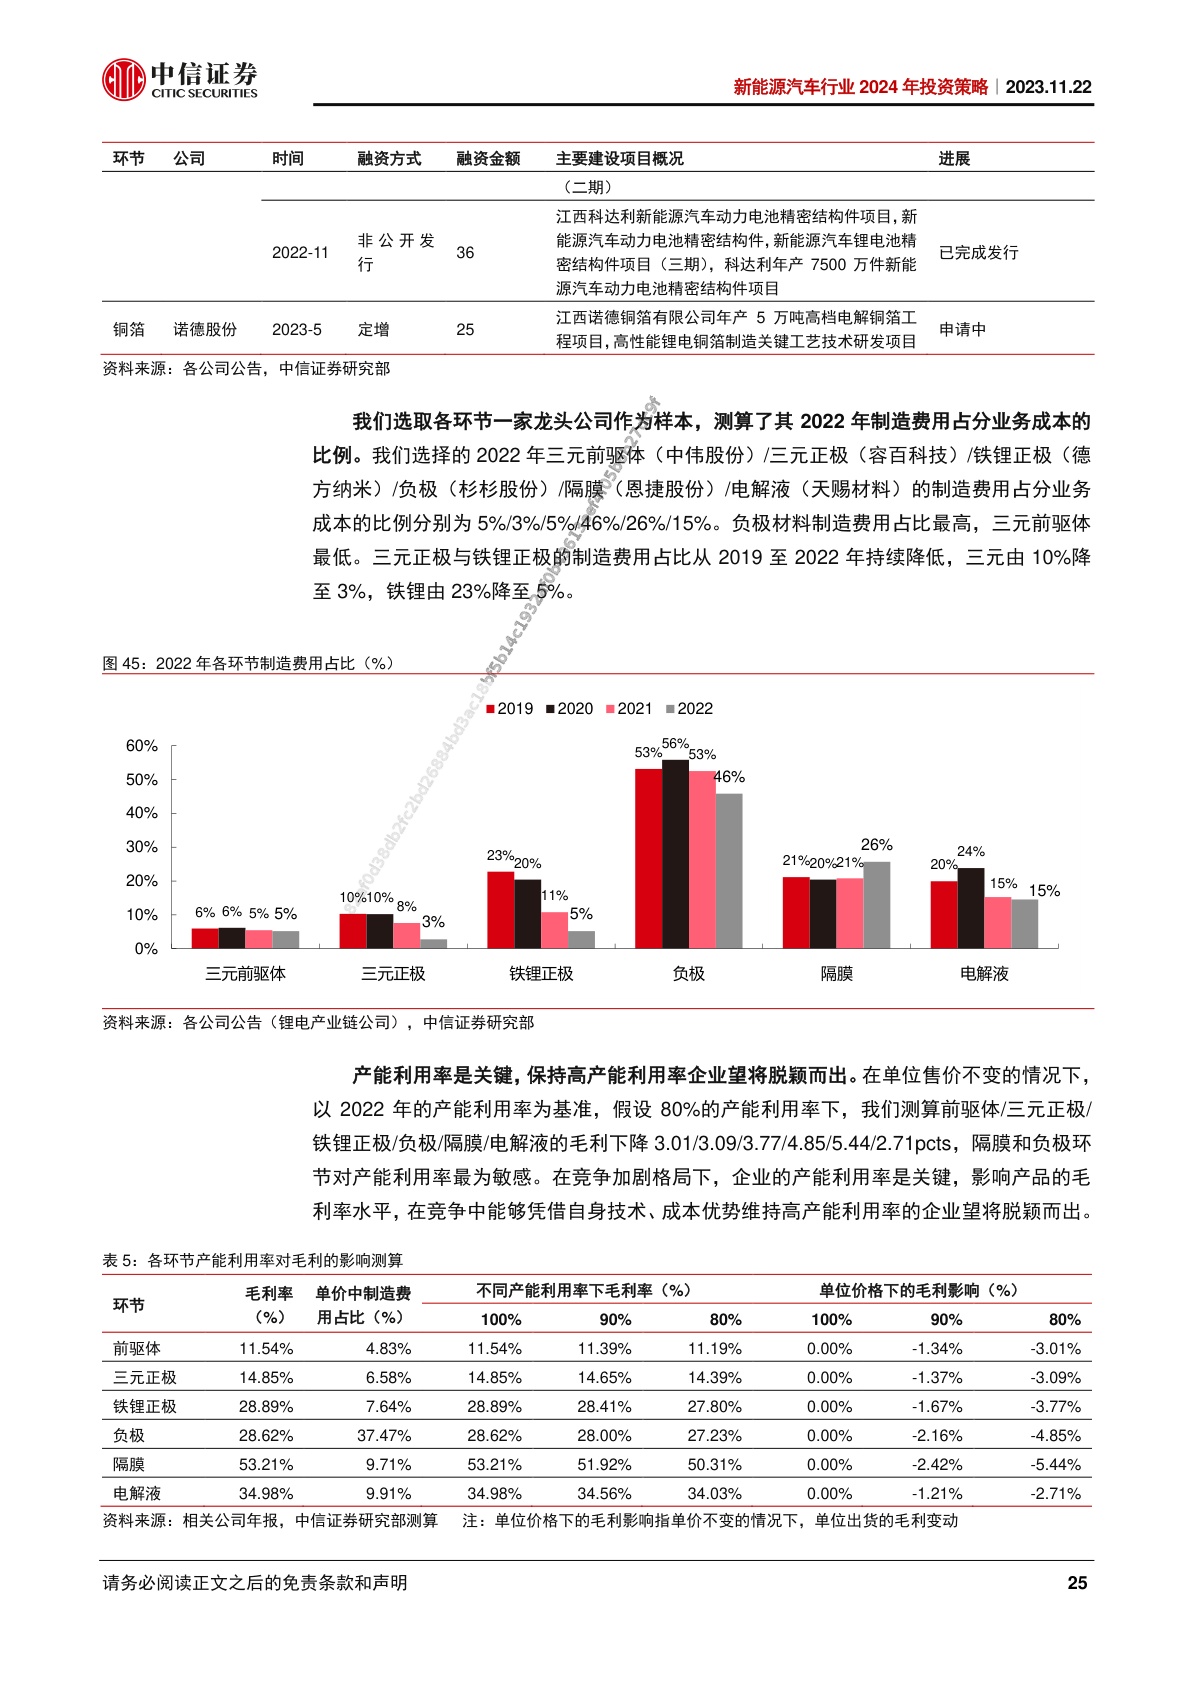 中信证券
CITIC SECURITIES
新能源汽车行业 2024 年投资策略｜2023.11.22
环节 公司 时间 融资方式 融资金额 主要建设项目概况 进展
（二期）
2022-11 非公开发行 36 江西科达利新能源汽车动力电池精密结构件项目，新
能源汽车动力电池精密结构件，新能源汽车锂电池精
密结构件项目（三期），科达利年产 7500 万件新能
源汽车动力电池精密结构件项目
已完成发行
铜箔 诺德股份 2023-5 定增 25 江西诺德铜箔有限公司年产 5 万吨高档电解铜箔工
程项目，高性能锂电铜箔制造关键工艺技术研发项目
申请中
资料来源：各公司公告，中信证券研究部
我们选取各环节一家龙头公司作为样本，测算了其 2022 年制造费用占分业务成本的
比例。我们选择的 2022 年三元前驱体（中伟股份）/三元正极（容百科技）/铁锂正极（德
方纳米）/负极（杉杉股份）/隔膜（恩捷股份）/电解液（天赐材料）的制造费用占分业务
成本的比例分别为 5%/3%/5%/46%/26%/15%。负极材料制造费用占比最高，三元前驱体
最低。三元正极与铁锂正极的制造费用占比从 2019 至 2022 年持续降低，三元由 10%降
至 3%，铁锂由 23%降至 5%。
图 45：2022 年各环节制造费用占比（%）
2019 2020 2021 2022
60%
50%
40%
30%
20%
10%
0%
6% 6% 5% 5%
10% 10% 8% 3%
23% 20% 11% 5%
53% 56% 53% 46%
21% 20% 21% 26%
20% 24% 15% 15%
三元前驱体 三元正极 铁锂正极 负极 隔膜 电解液
资料来源：各公司公告（锂电产业链公司），中信证券研究部
产能利用率是关键，保持高产能利用率企业望将脱颖而出。在单位售价不变的情况下，
以 2022 年的产能利用率为基准，假设 80%的产能利用率下，我们测算前驱体/三元正极/
铁锂正极/负极/隔膜/电解液的毛利下降 3.01/3.09/3.77/4.85/5.44/2.71pcts，隔膜和负极环
节对产能利用率最为敏感。在竞争加剧格局下，企业的产能利用率是关键，影响产品的毛
利率水平，在竞争中能够凭借自身技术、成本优势维持高产能利用率的企业望将脱颖而出。
表 5：各环节产能利用率对毛利的影响测算
环节 毛利率（%） 单价中制造费用占比（%） 不同产能利用率下毛利率（%） 单位价格下的毛利影响（%）
100% 90% 80% 100% 90% 80%
前驱体 11.54% 4.83% 11.54% 11.39% 11.19% 0.00% -1.34% -3.01%
三元正极 14.85% 6.58% 14.85% 14.65% 14.39% 0.00% -1.37% -3.09%
铁锂正极 28.89% 7.64% 28.89% 28.41% 27.80% 0.00% -1.67% -3.77%
负极 28.62% 37.47% 28.62% 28.00% 27.23% 0.00% -2.16% -4.85%
隔膜 53.21% 9.71% 53.21% 51.92% 50.31% 0.00% -2.42% -5.44%
电解液 34.98% 9.91% 34.98% 34.56% 34.03% 0.00% -1.21% -2.71%
资料来源：相关公司年报，中信证券研究部测算 注：单位价格下的毛利影响指单价不变的情况下，单位出货的毛利变动
请务必阅读正文之后的免责条款和声明 25